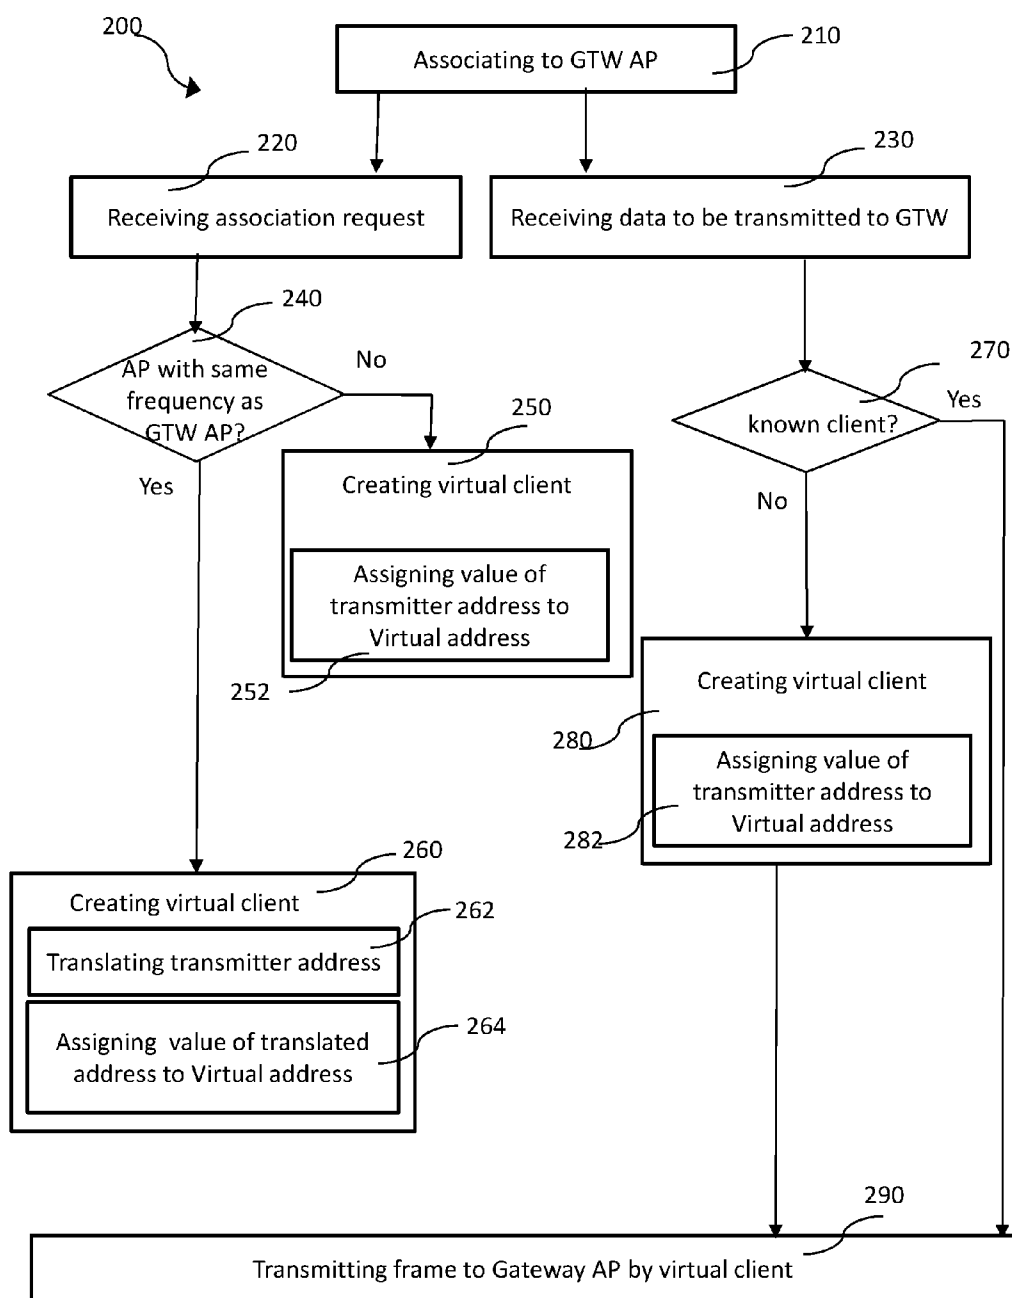 200
210
Associating to GTW AP
220
230
Receiving association request
Receiving data to be transmitted to GTW
240
AP with same
frequency as
GTW AP?
No
Yes
270
known client?
Yes
No
250
Creating virtual client
Assigning value of
transmitter address to
Virtual address
252
Creating virtual client
280
Assigning value of
transmitter address to
Virtual address
282
260
Creating virtual client
262
Translating transmitter address
264
Assigning value of translated
address to Virtual address
290
Transmitting frame to Gateway AP by virtual client